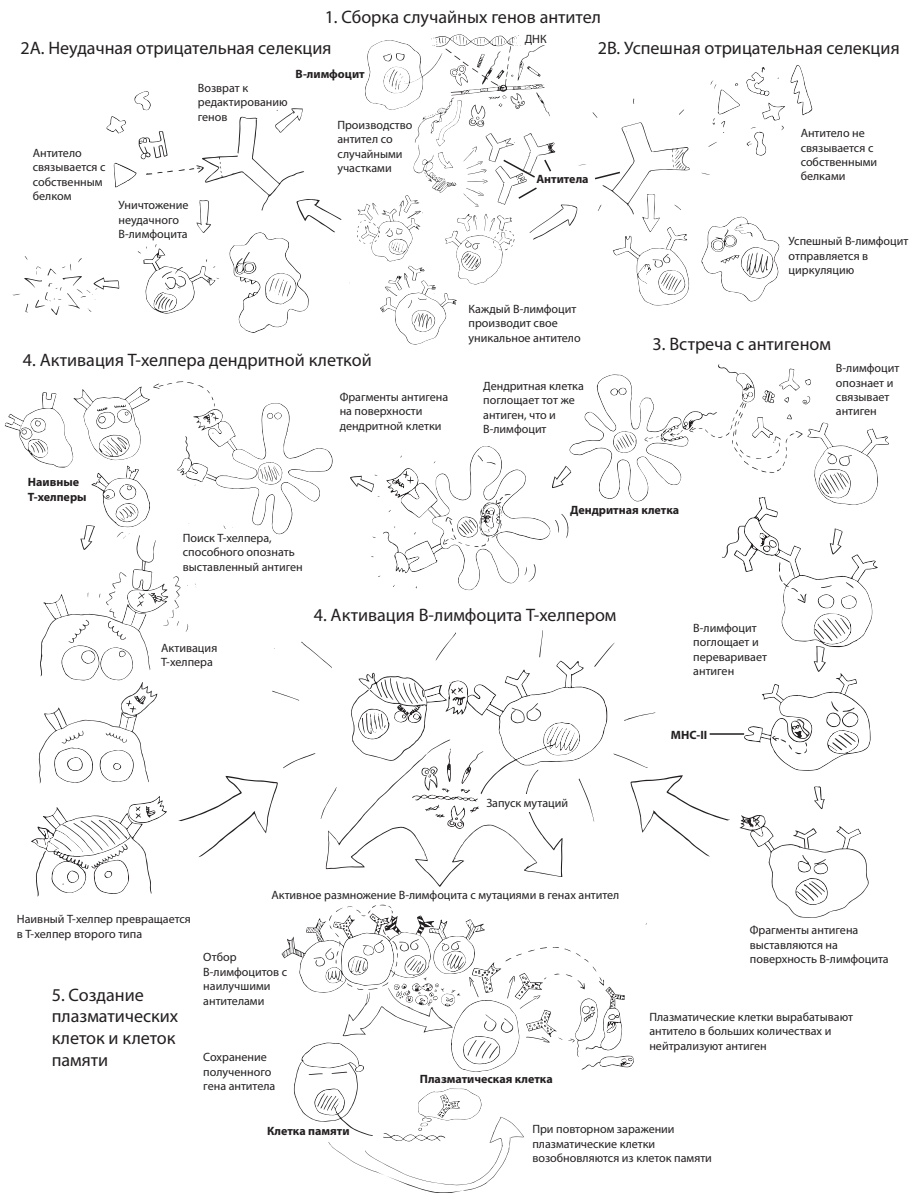 1. Сборка случайных генов антител
2А. Неудачная отрицательная селекция
ДНК
2В. Успешная отрицательная селекция
В-лимфоцит
Возврат к
редактированию
генов
Производство
антител со
случайными
участками
Антитело
связывается с
собственным
белком
Антитела
Антитело не
связывается с
собственными
белками
Уничтожение
неудачного
В-лимфоцита
Успешный В-лимфоцит
отправляется в
циркуляцию
Каждый В-лимфоцит
производит свое
уникальное антитело
3. Встреча с антигеном
4. Активация Т-хелпера дендритной клеткой
В-лимфоцит
опознает и
связывает
антиген
Фрагменты антигена
на поверхности
дендритной клетки
Дендритная клетка
поглощает тот же
антиген, что и
В-лимфоцит
Наивные
Т-хелперы
Дендритная клетка
Поиск Т-хелпера,
способного опознать
выставленный антиген
4. Активация В-лимфоцита Т-хелпером
Активация
Т-хелпера
В-лимфоцит
поглощает и
переваривает
антиген
МНС-II
Запуск мутаций
Активное размножение В-лимфоцита с мутациями в генах антител
Наивный Т-хелпер превращается
в Т-хелпер второго типа
Фрагменты антигена
выставляются на
поверхность В-лимфоцита
Отбор
В-лимфоцитов с
наилучшими
антителами
5. Создание
плазматических
клеток и клеток
памяти
Плазматические клетки вырабатывают
антитело в больших количествах и
нейтрализуют антиген
Сохранение
полученного
гена антитела
Плазматическая клетка
Клетка памяти
При повторном заражении
плазматические клетки
возобновляются из клеток памяти